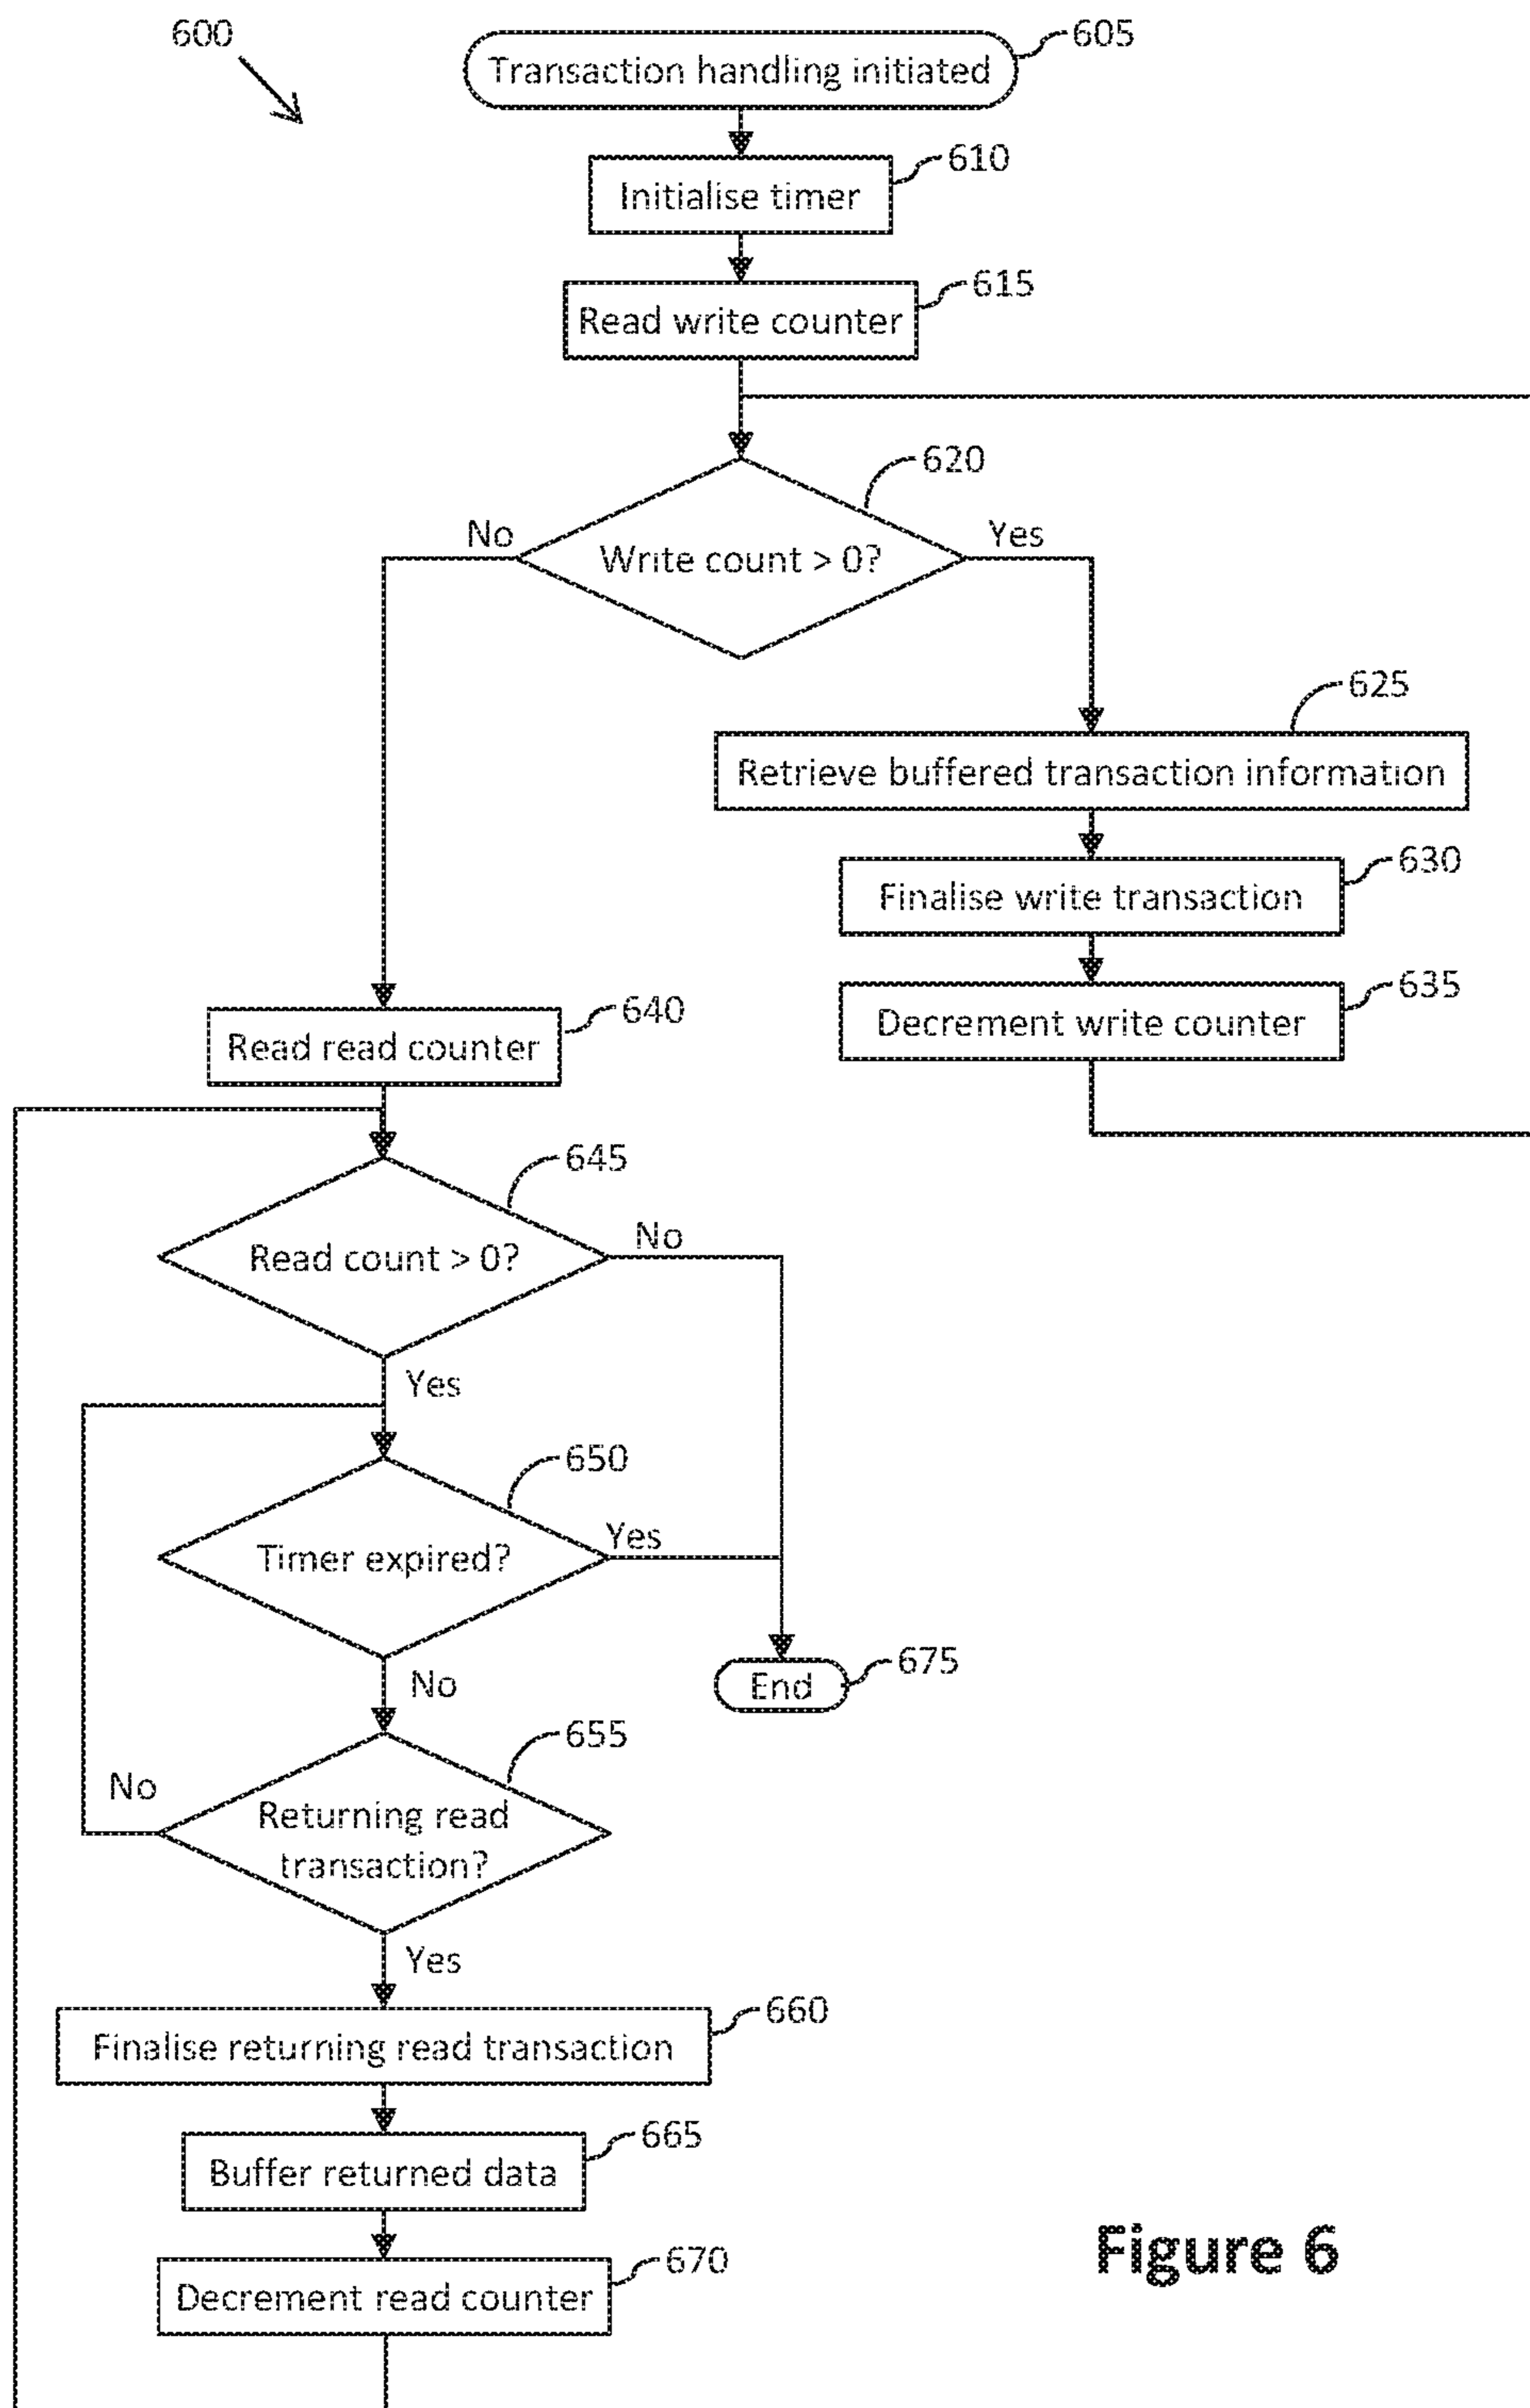 600
Transaction handling initiated
605
Initialise timer
610
Read write counter
615
Write count > 0?
620
No
Yes
Retrieve buffered transaction information
625
Finalise write transaction
630
Decrement write counter
635
Read read counter
640
Read count > 0?
645
No
Yes
Timer expired?
650
Yes
No
End
675
Returning read
transaction?
655
No
Yes
Finalise returning read transaction
660
Buffer returned data
665
Decrement read counter
670
Figure 6